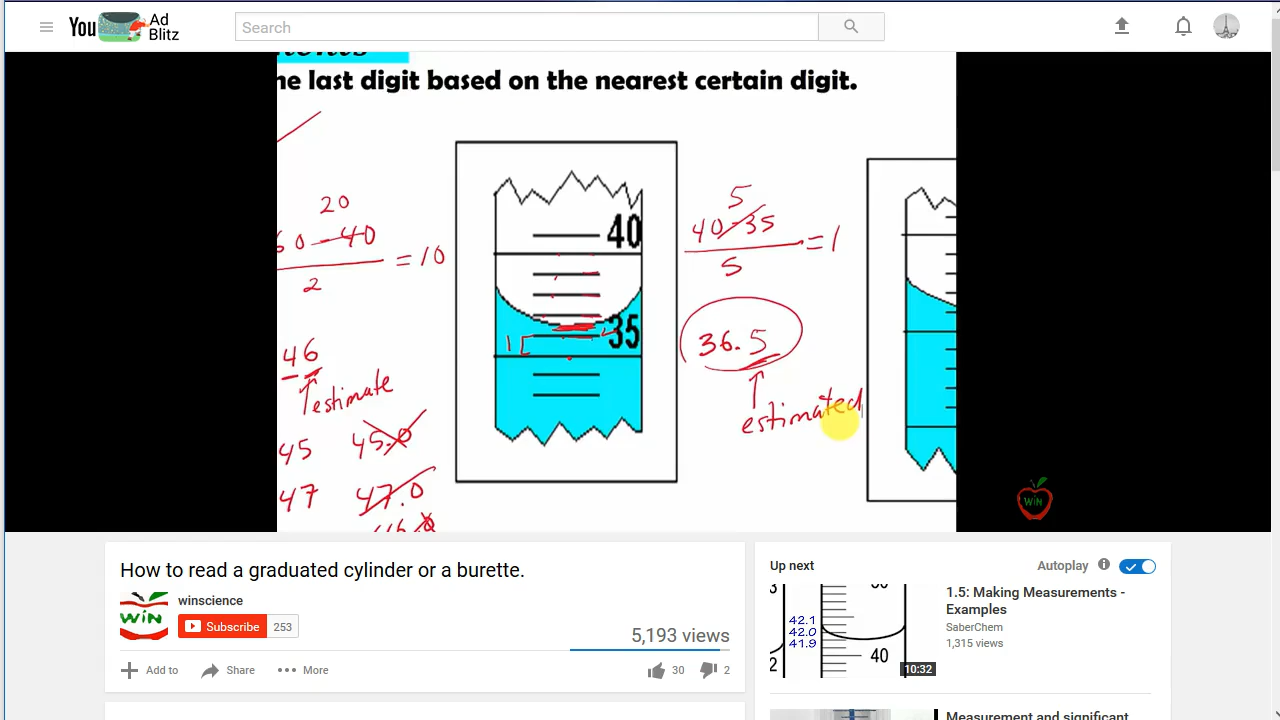 You
Ad
Blitz
Search
he last digit based on the nearest certain digit.
20
60 - 40
2
= 10
46
estimate
45 45.0
47 47.0
40
35
5
40 - 35
5
= 1
36.5
estimated
WiN
How to read a graduated cylinder or a burette.
WiN
winscience
Subscribe 253
5,193 views
Add to Share More
30 2
Up next
Autoplay
42.1
42.0
41.9
2
40
10:32
1.5: Making Measurements -
Examples
SaberChem
1,315 views
Measurement and significant